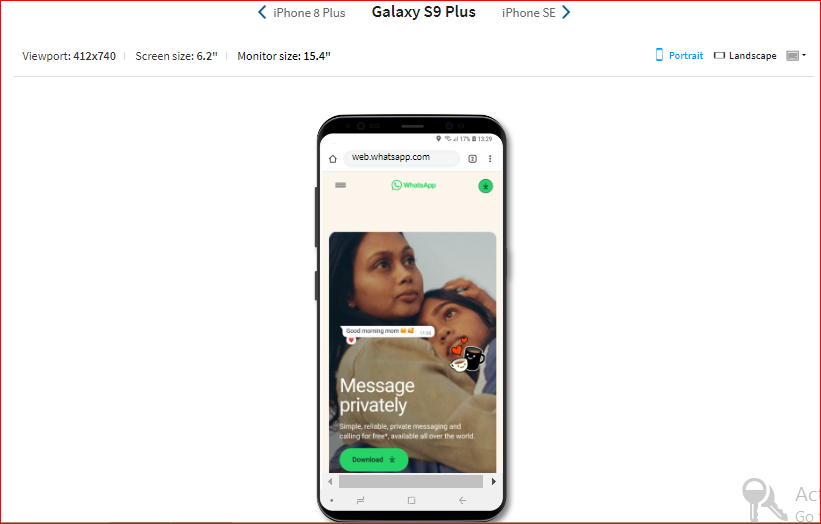 iPhone 8 Plus
Galaxy S9 Plus
iPhone SE
Viewport: 412x740
Screen size: 6.2"
Monitor size: 15.4"
Portrait
Landscape
17% 13:29
web.whatsapp.com
WhatsApp
Good morning mom
11:04
Message
privately
Simple, reliable, private messaging and
calling for free*, available all over the world.
Download
Act
Go